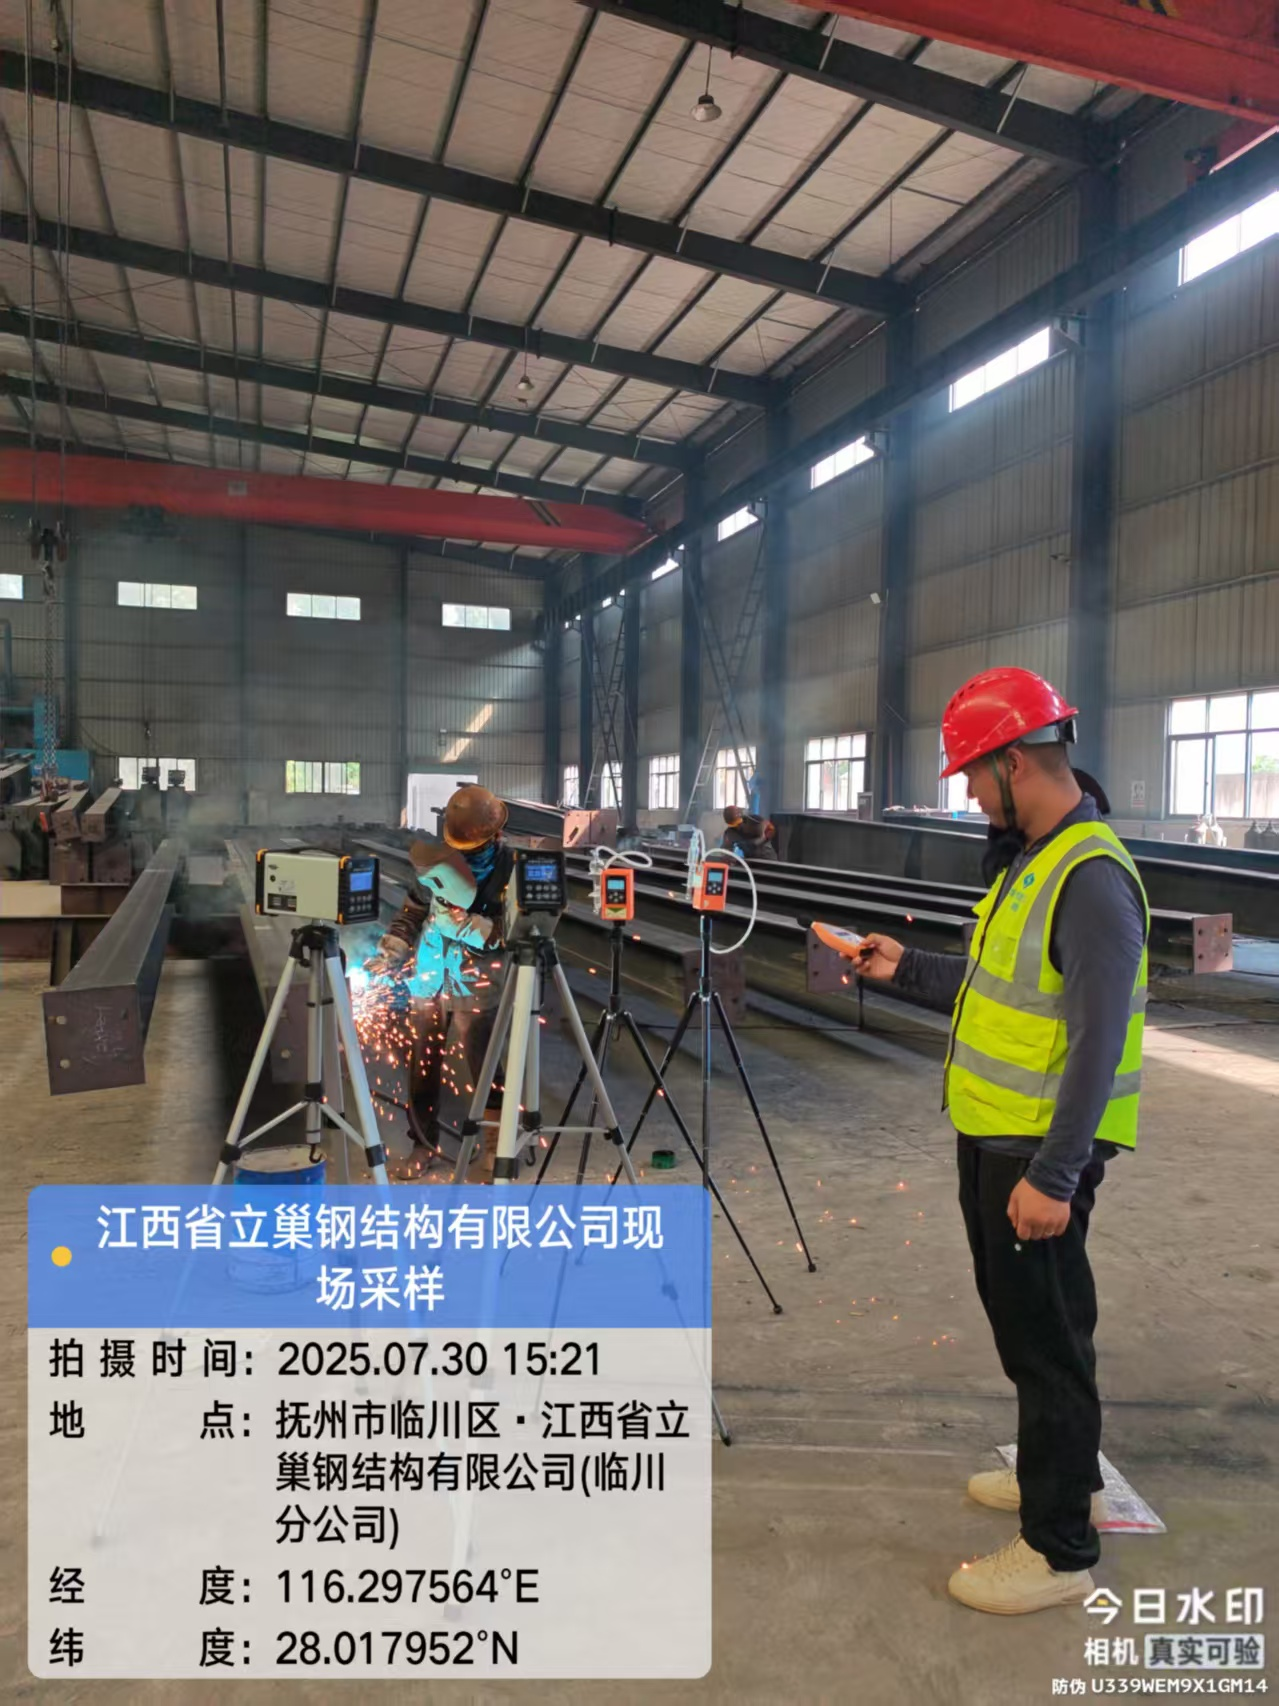 江西省立巢钢结构有限公司现
场采样
拍摄时间：2025.07.30 15:21
地点：抚州市临川区·江西省立
巢钢结构有限公司(临川
分公司)
经度：116.297564°E
纬度：28.017952°N
今日水印
相机 真实可验
防伪 U339WEM9X1GM14